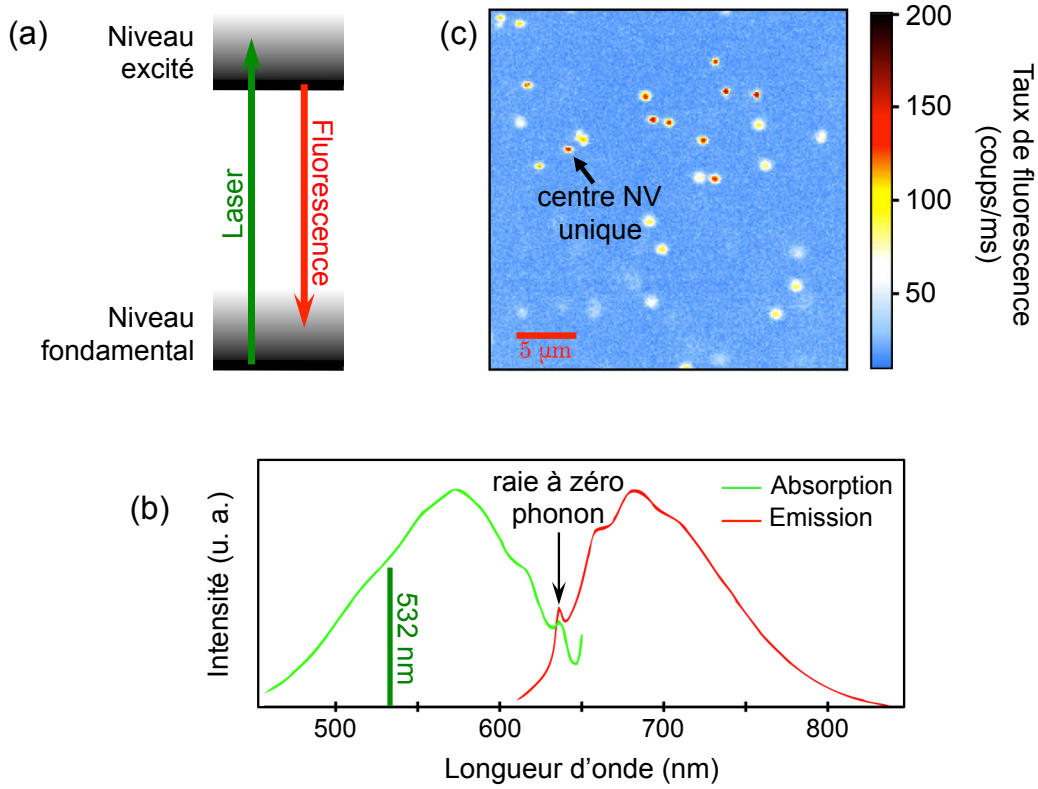 (a)
Niveau
excité
Laser
Fluorescence
Niveau
fondamental
(c)
centre NV
unique
5 µm
200
150
100
50
Taux de fluorescence
(coups/ms)
(b)
Intensité (u. a.)
raie à zéro
phonon
Absorption
Emission
532 nm
500
600
700
800
Longueur d'onde (nm)